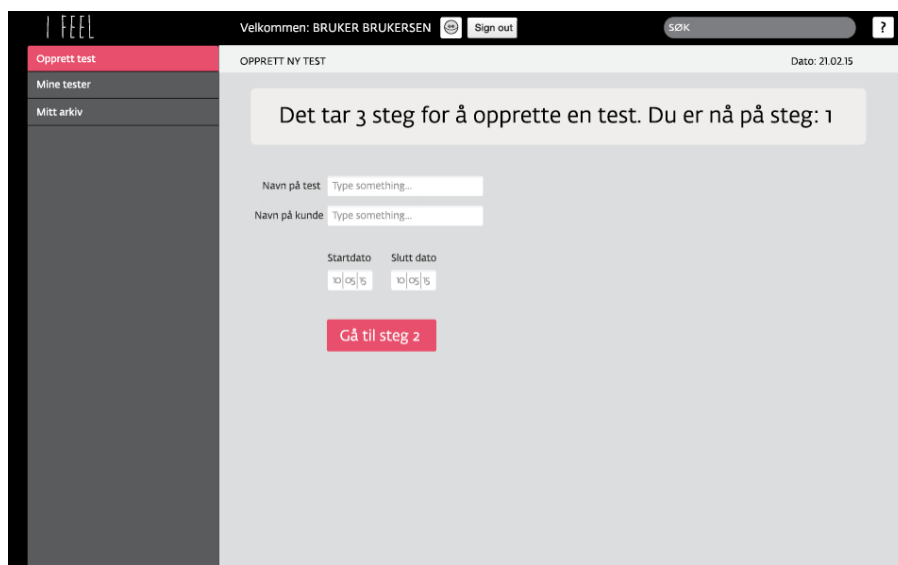 I FEEL
Velkommen: BRUKER BRUKERSEN Sign out SØK ?
Opprett test
Mine tester
Mitt arkiv
OPPRETT NY TEST Dato: 21.02.15
Det tar 3 steg for å opprette en test. Du er nå på steg: 1
Navn på test Type something...
Navn på kunde Type something...
Startdato Slutt dato
10|05|15 10|05|15
Gå til steg 2